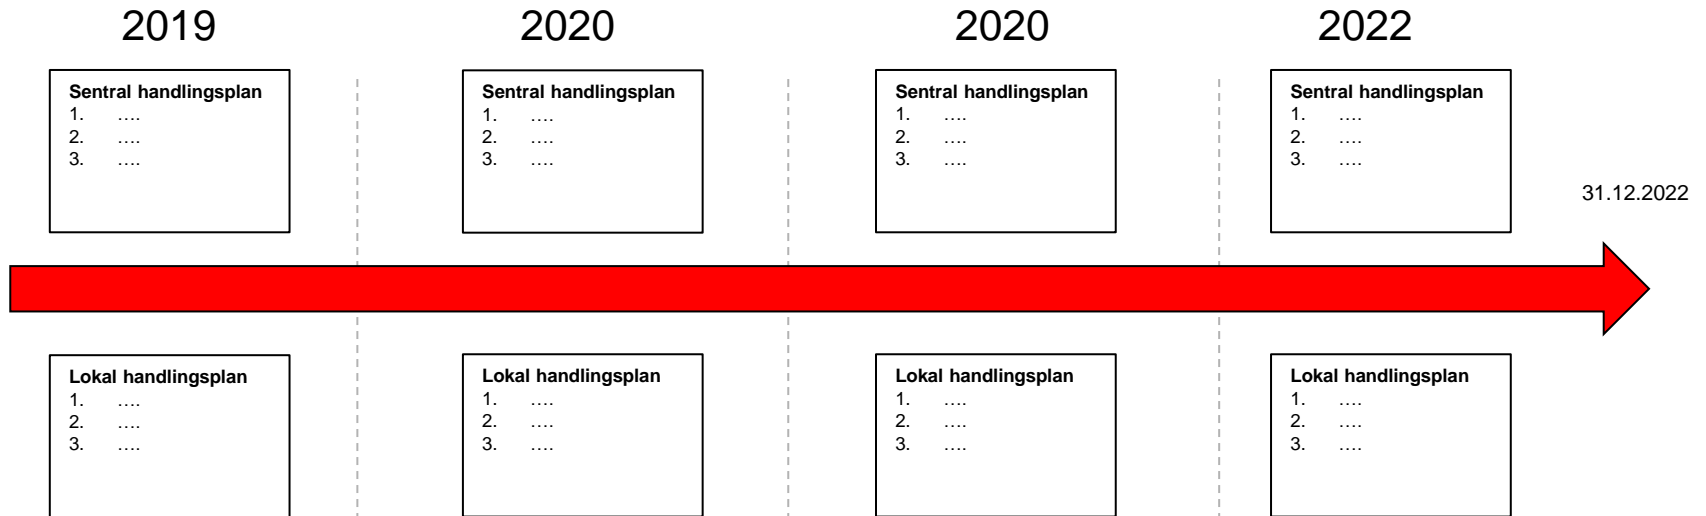 2019 2020 2020 2022
Sentral handlingsplan
1. ....
2. ....
3. ....
Sentral handlingsplan
1. ....
2. ....
3. ....
Sentral handlingsplan
1. ....
2. ....
3. ....
Sentral handlingsplan
1. ....
2. ....
3. ....
31.12.2022
Lokal handlingsplan
1. ....
2. ....
3. ....
Lokal handlingsplan
1. ....
2. ....
3. ....
Lokal handlingsplan
1. ....
2. ....
3. ....
Lokal handlingsplan
1. ....
2. ....
3. ....